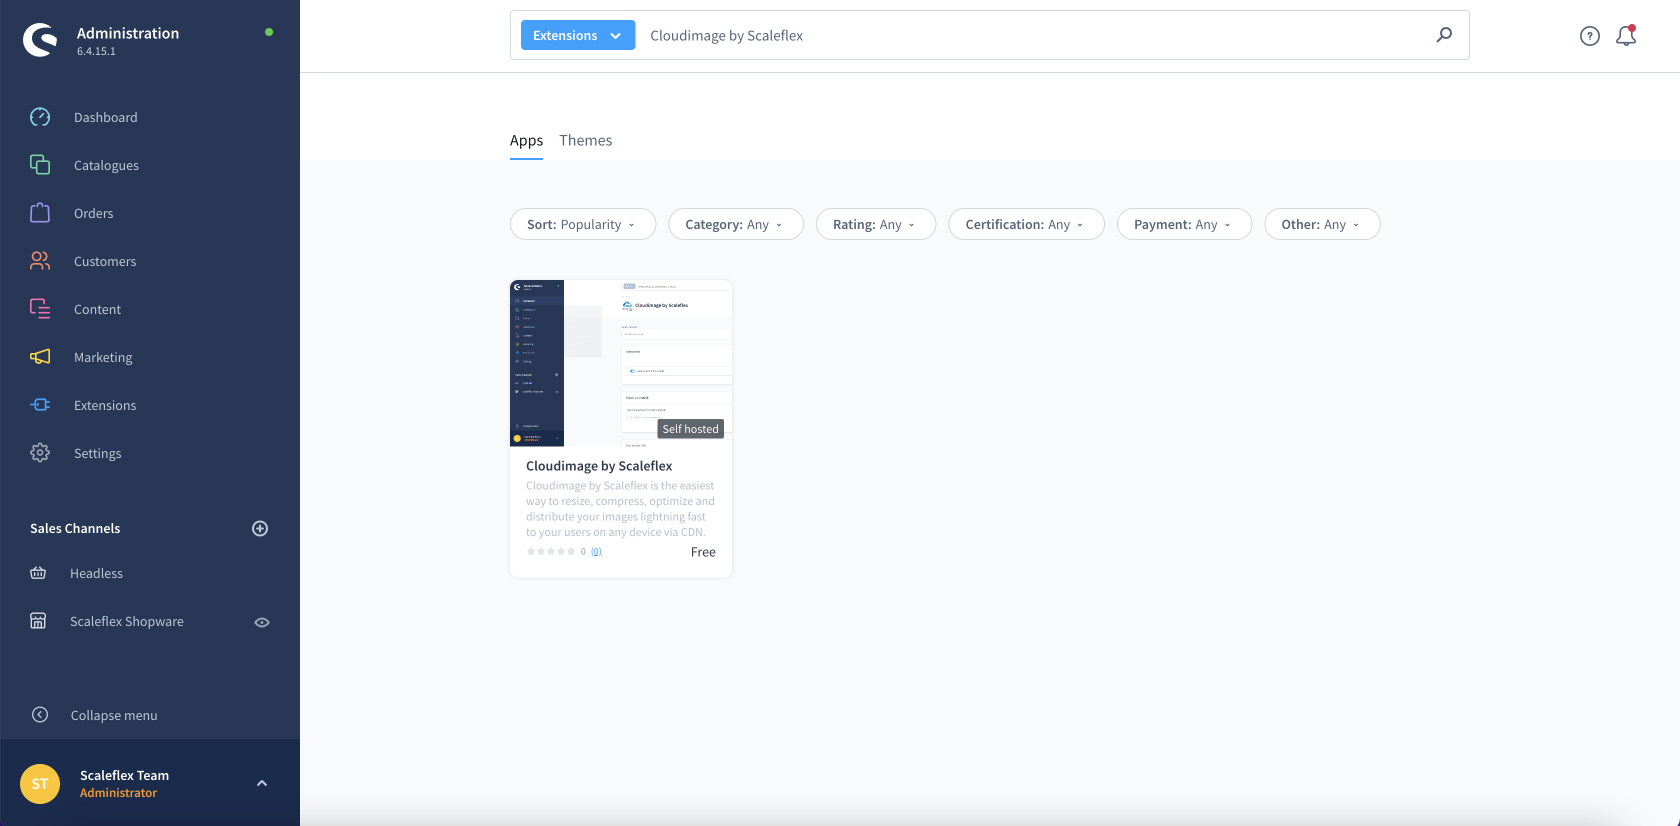 Administration
6.4.15.1
Dashboard
Catalogues
Orders
Customers
Content
Marketing
Extensions
Settings
Sales Channels
Headless
Scaleflex Shopware
Collapse menu
ST
Scaleflex Team
Administrator
Extensions
Cloudimage by Scaleflex
Apps Themes
Sort: Popularity Category: Any Rating: Any Certification: Any Payment: Any Other: Any
Cloudimage by Scaleflex
Self hosted
Cloudimage by Scaleflex
Cloudimage by Scaleflex is the easiest
way to resize, compress, optimize and
distribute your images lightning fast
to your users on any device via CDN.
0 (0) Free